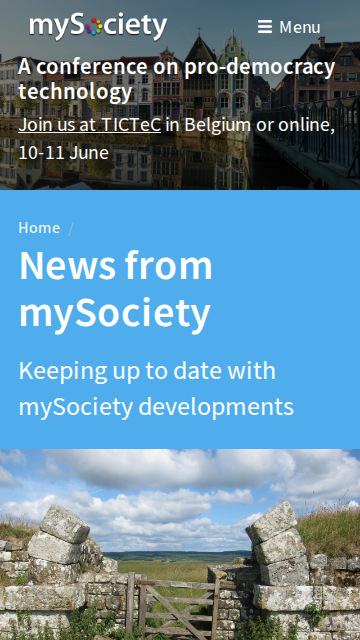 mySociety
Menu
A conference on pro-democracy
technology
Join us at TICTeC in Belgium or online,
10-11 June
Home /
News from
mySociety
Keeping up to date with
mySociety developments